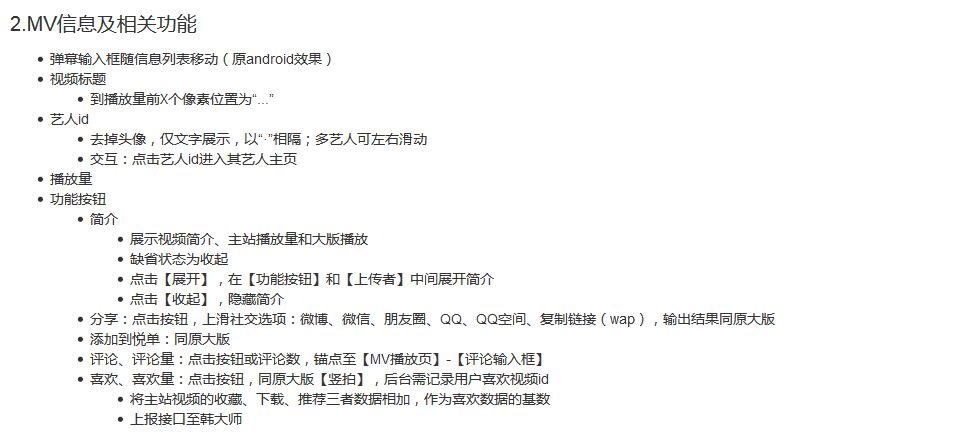 2.MV信息及相关功能
弹幕输入框随信息列表移动（原android效果）
视频标题
到播放量前X个像素位置为“...”
艺人id
去掉头像，仅文字展示，以“·”相隔；多艺人可左右滑动
交互：点击艺人id进入其艺人主页
播放量
功能按钮
简介
展示视频简介、主站播放量和大版播放
缺省状态为收起
点击【展开】，在【功能按钮】和【上传者】中间展开简介
点击【收起】，隐藏简介
分享：点击按钮，上滑社交选项：微博、微信、朋友圈、QQ、QQ空间、复制链接（wap），输出结果同原大版
添加到悦单：同原大版
评论、评论量：点击按钮或评论数，锚点至【MV播放页】-【评论输入框】
喜欢、喜欢量：点击按钮，同原大版【竖拍】，后台需记录用户喜欢视频id
将主站视频的收藏、下载、推荐三者数据相加，作为喜欢数据的基数
上报接口至韩大师